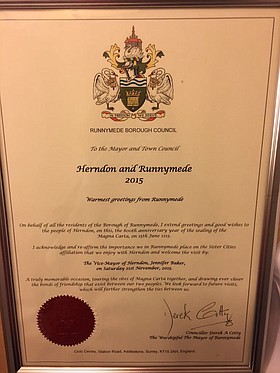 RUNNYMEDE BOROUGH COUNCIL
To the Mayor and Town Council
Herndon and Runnymede
2015
Warmest greetings from Runnymede
On behalf of all the residents of the Borough of Runnymede, I extend greetings and good wishes to
the people of Herndon, on this, the 800th anniversary year of the sealing of the
Magna Carta, on 15th June 1215.
I acknowledge and re-affirm the importance we in Runnymede place on the Sister Cities
affiliation that we enjoy with Herndon and welcome the visit by:
The Vice-Mayor of Herndon, Jennifer Baker,
on Saturday 21st November, 2015.
A truly memorable occasion, touring the sites of Magna Carta together, and drawing ever closer
the bonds of friendship that exist between our two people. We look forward to future visits,
which will further strengthen the ties between us.
Derek Cotty
Councillor Derek A Cotty
The Worshipful The Mayor of Runnymede
Civic Centre, Station Road, Addlestone, Surrey, KT15 2AH, England.